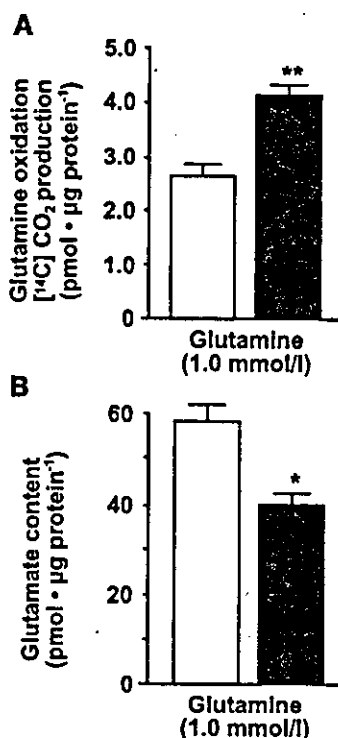 A
Glutamine oxidation
[¹⁴C] CO₂ production
(pmol • µg protein⁻¹)
5.0
4.0
3.0
2.0
1.0
0
**
Glutamine
(1.0 mmol/l)
B
Glutamate content
(pmol • µg protein⁻¹)
60
40
20
0
*
Glutamine
(1.0 mmol/l)